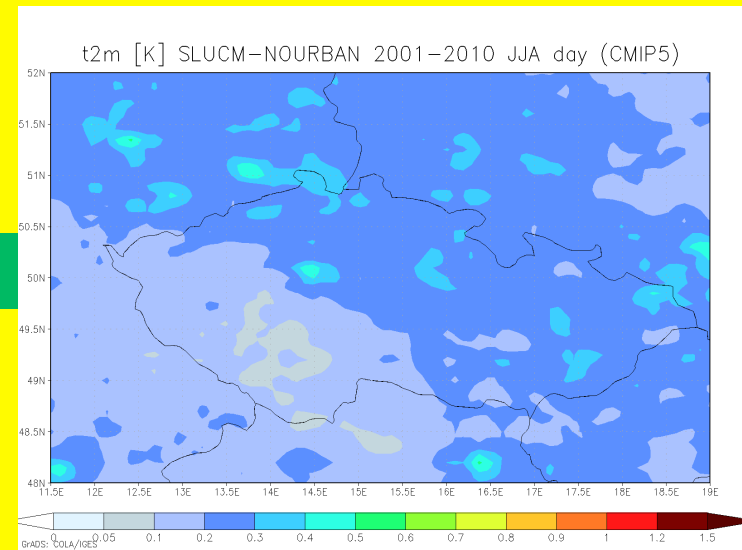 t2m [K] SLUCM-NOURBAN 2001-2010 JJA day (CMIP5)
52N
51.5N
51N
50.5N
50N
49.5N
49N
48.5N
48N
11.5E 12E 12.5E 13E 13.5E 14E 14.5E 15E 15.5E 16E 16.5E 17E 17.5E 18E 18.5E 19E
0 0.05 0.1 0.2 0.3 0.4 0.5 0.6 0.7 0.8 0.9 1 1.2 1.5
GrADS: COLA/IGES